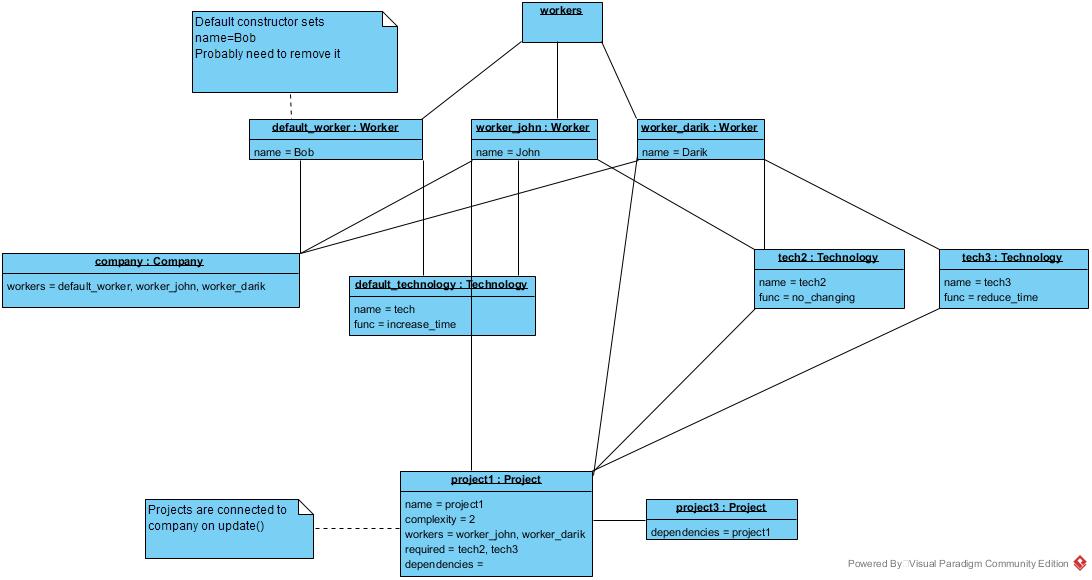 workers
Default constructor sets
name=Bob
Probably need to remove it
default_worker : Worker
name = Bob
worker_john : Worker
name = John
worker_darik : Worker
name = Darik
company : Company
workers = default_worker, worker_john, worker_darik
default_technology : Technology
name = tech
func = increase_time
tech2 : Technology
name = tech2
func = no_changing
tech3 : Technology
name = tech3
func = reduce_time
project1 : Project
name = project1
complexity = 2
workers = worker_john, worker_darik
required = tech2, tech3
dependencies =
Projects are connected to
company on update()
project3 : Project
dependencies = project1
Powered By Visual Paradigm Community Edition